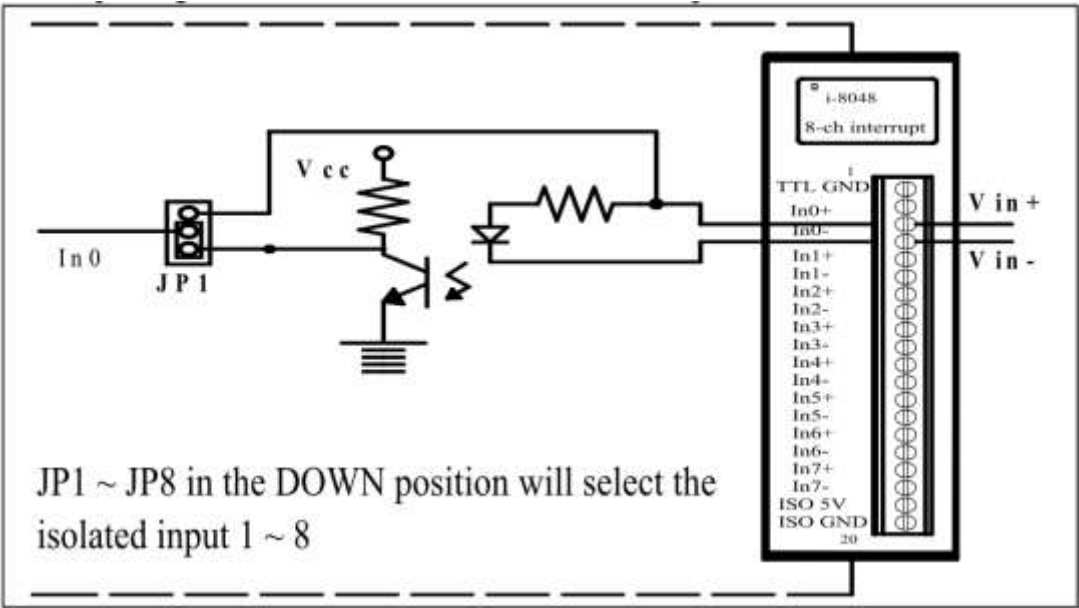 i-8048
8-ch interrupt
1
TTL GND
In0+
In0-
In1+
In1-
In2+
In2-
In3+
In3-
In4+
In4-
In5+
In5-
In6+
In6-
In7+
In7-
ISO 5V
ISO GND
20
V in +
V in -
V cc
In 0
J P 1
JP1 ~ JP8 in the DOWN position will select the
isolated input 1 ~ 8